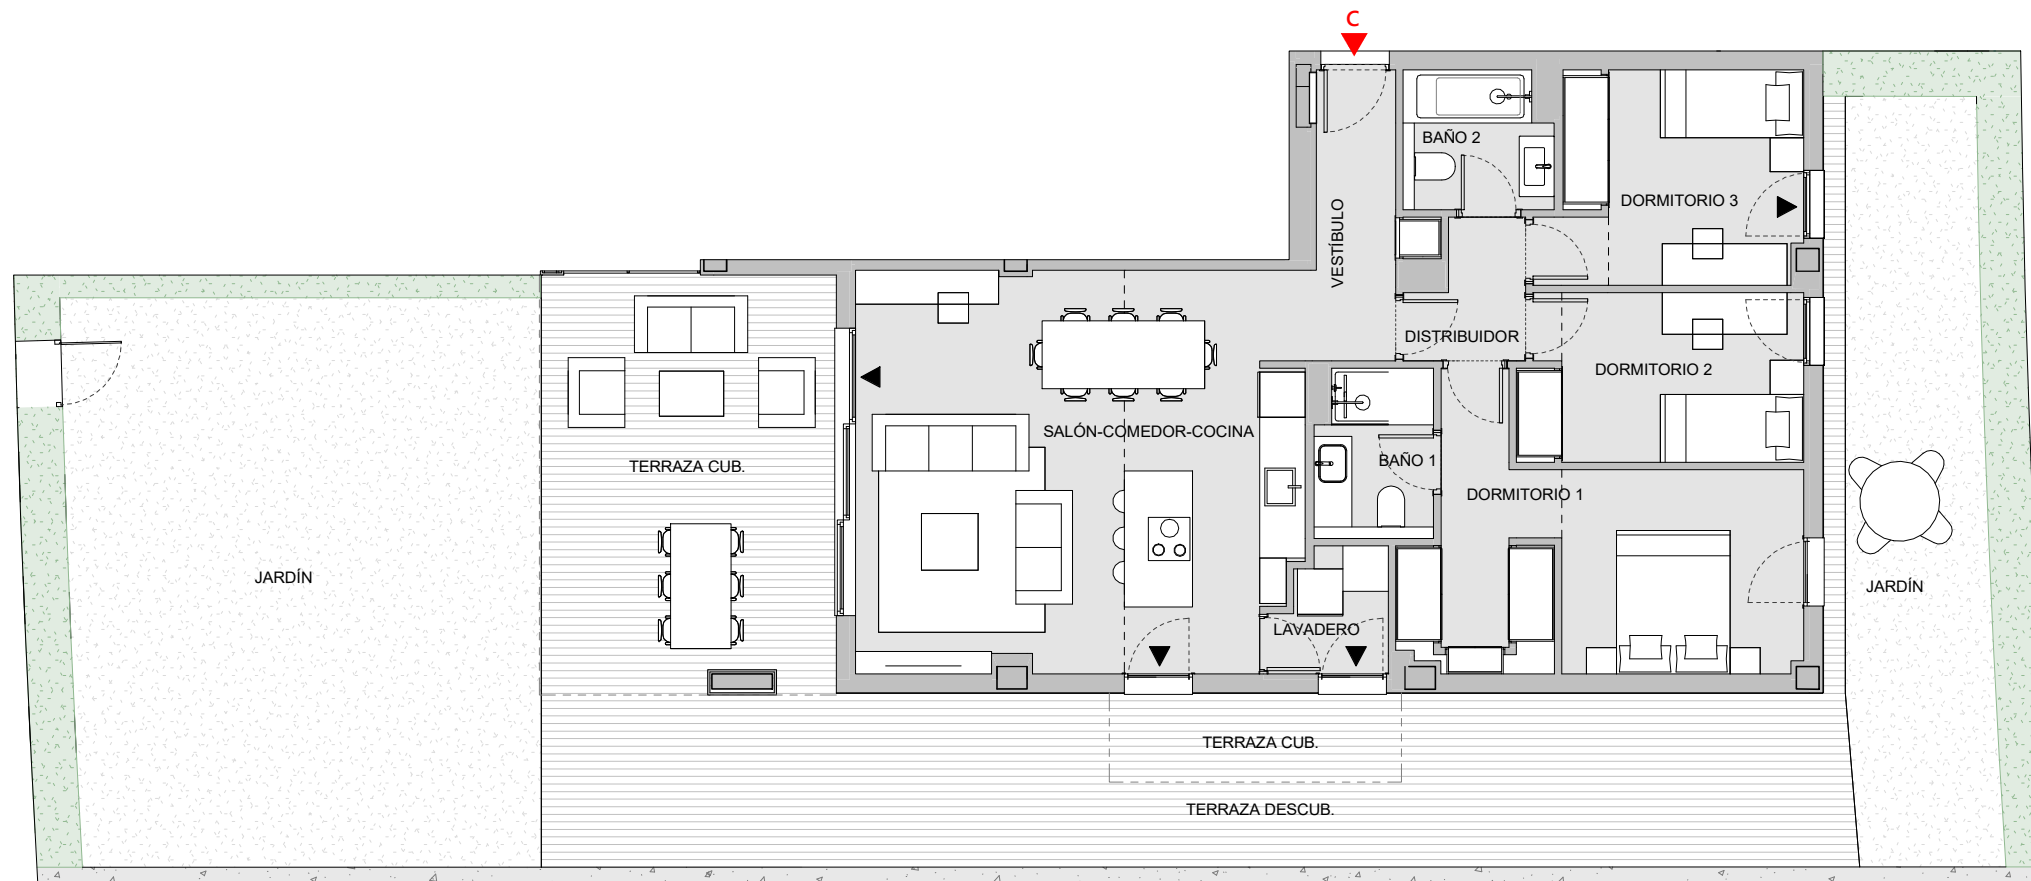 C
BAÑO 2
DORMITORIO 3
VESTÍBULO
DISTRIBUIDOR
DORMITORIO 2
SALÓN-COMEDOR-COCINA
TERRAZA CUB.
BAÑO 1
DORMITORIO 1
JARDÍN
JARDÍN
LAVADERO
TERRAZA CUB.
TERRAZA DESCUB.